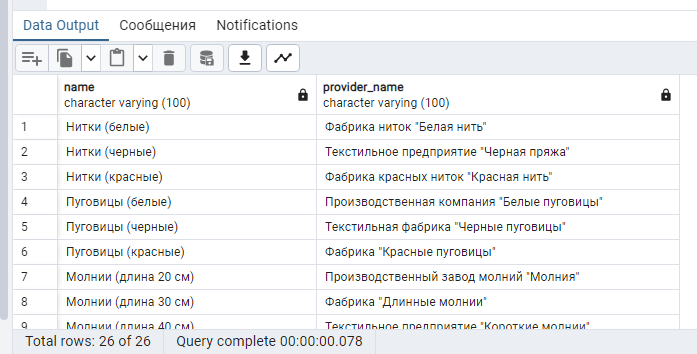 Data Output Сообщения Notifications
name provider_name
character varying (100) character varying (100)
1 Нитки (белые) Фабрика ниток "Белая нить"
2 Нитки (черные) Текстильное предприятие "Черная пряжа"
3 Нитки (красные) Фабрика красных ниток "Красная нить"
4 Пуговицы (белые) Производственная компания "Белые пуговицы"
5 Пуговицы (черные) Текстильная фабрика "Черные пуговицы"
6 Пуговицы (красные) Фабрика "Красные пуговицы"
7 Молнии (длина 20 см) Производственный завод молний "Молния"
8 Молнии (длина 30 см) Фабрика "Длинные молнии"
9 Молнии (длина 40 см) Текстильное предприятие "Короткие молнии"
Total rows: 26 of 26 Query complete 00:00:00.078